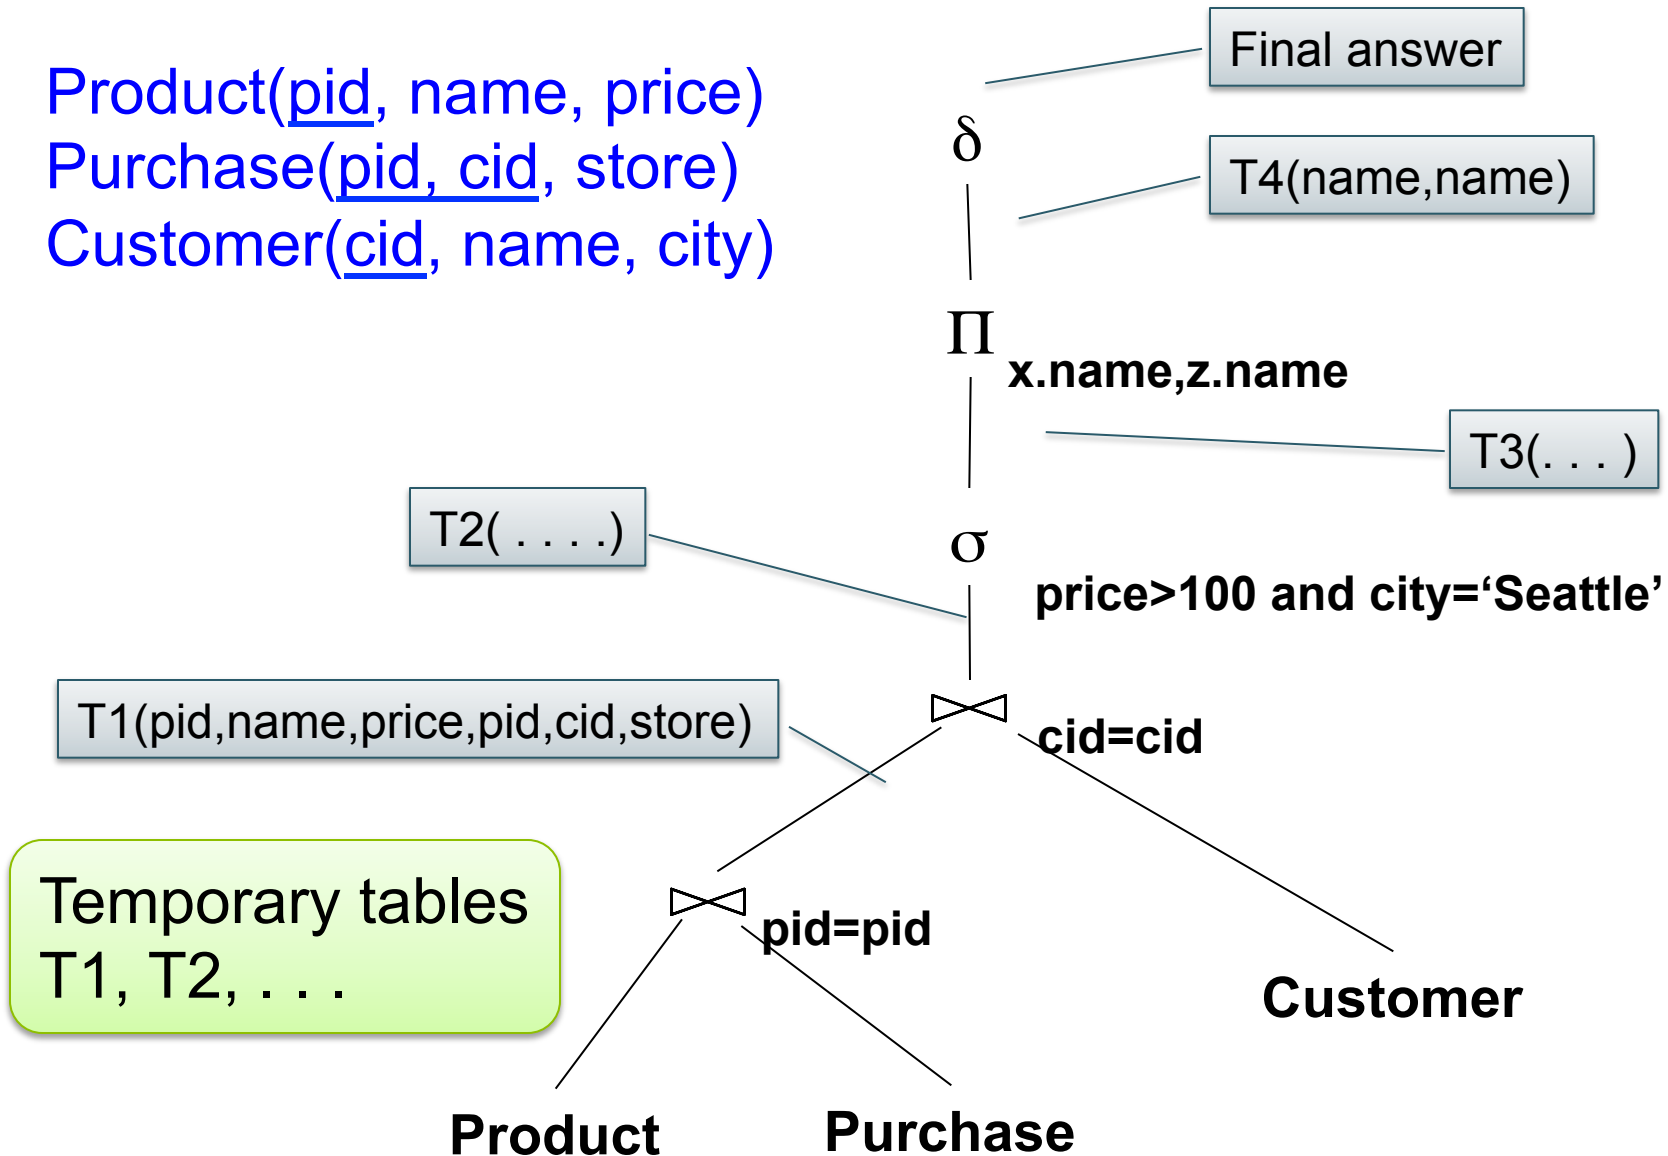 Product(pid, name, price)
Purchase(pid, cid, store)
Customer(cid, name, city)
Final answer
δ
T4(name,name)
Π
x.name,z.name
T3(. . . )
T2( . . . .)
σ
price>100 and city=‘Seattle’
T1(pid,name,price,pid,cid,store)
cid=cid
Temporary tables
T1, T2, . . .
pid=pid
Customer
Product
Purchase